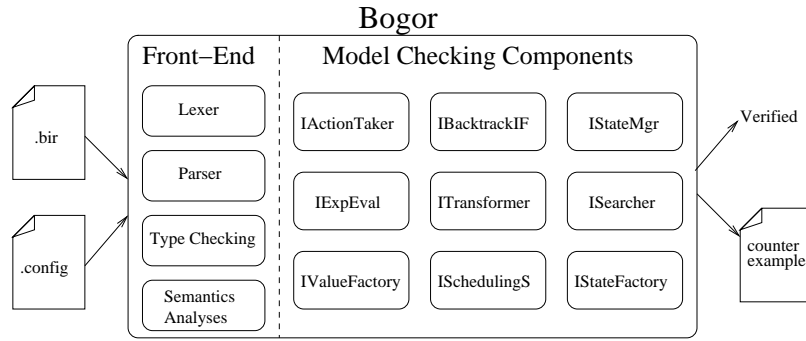 Bogor
Front−End
Model Checking Components
.bir
.config
Lexer
Parser
Type Checking
Semantics
Analyses
IActionTaker
IBacktrackIF
IStateMgr
IExpEval
ITransformer
ISearcher
IValueFactory
ISchedulingS
IStateFactory
Verified
counter
example